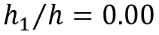 h₁/h = 0.00